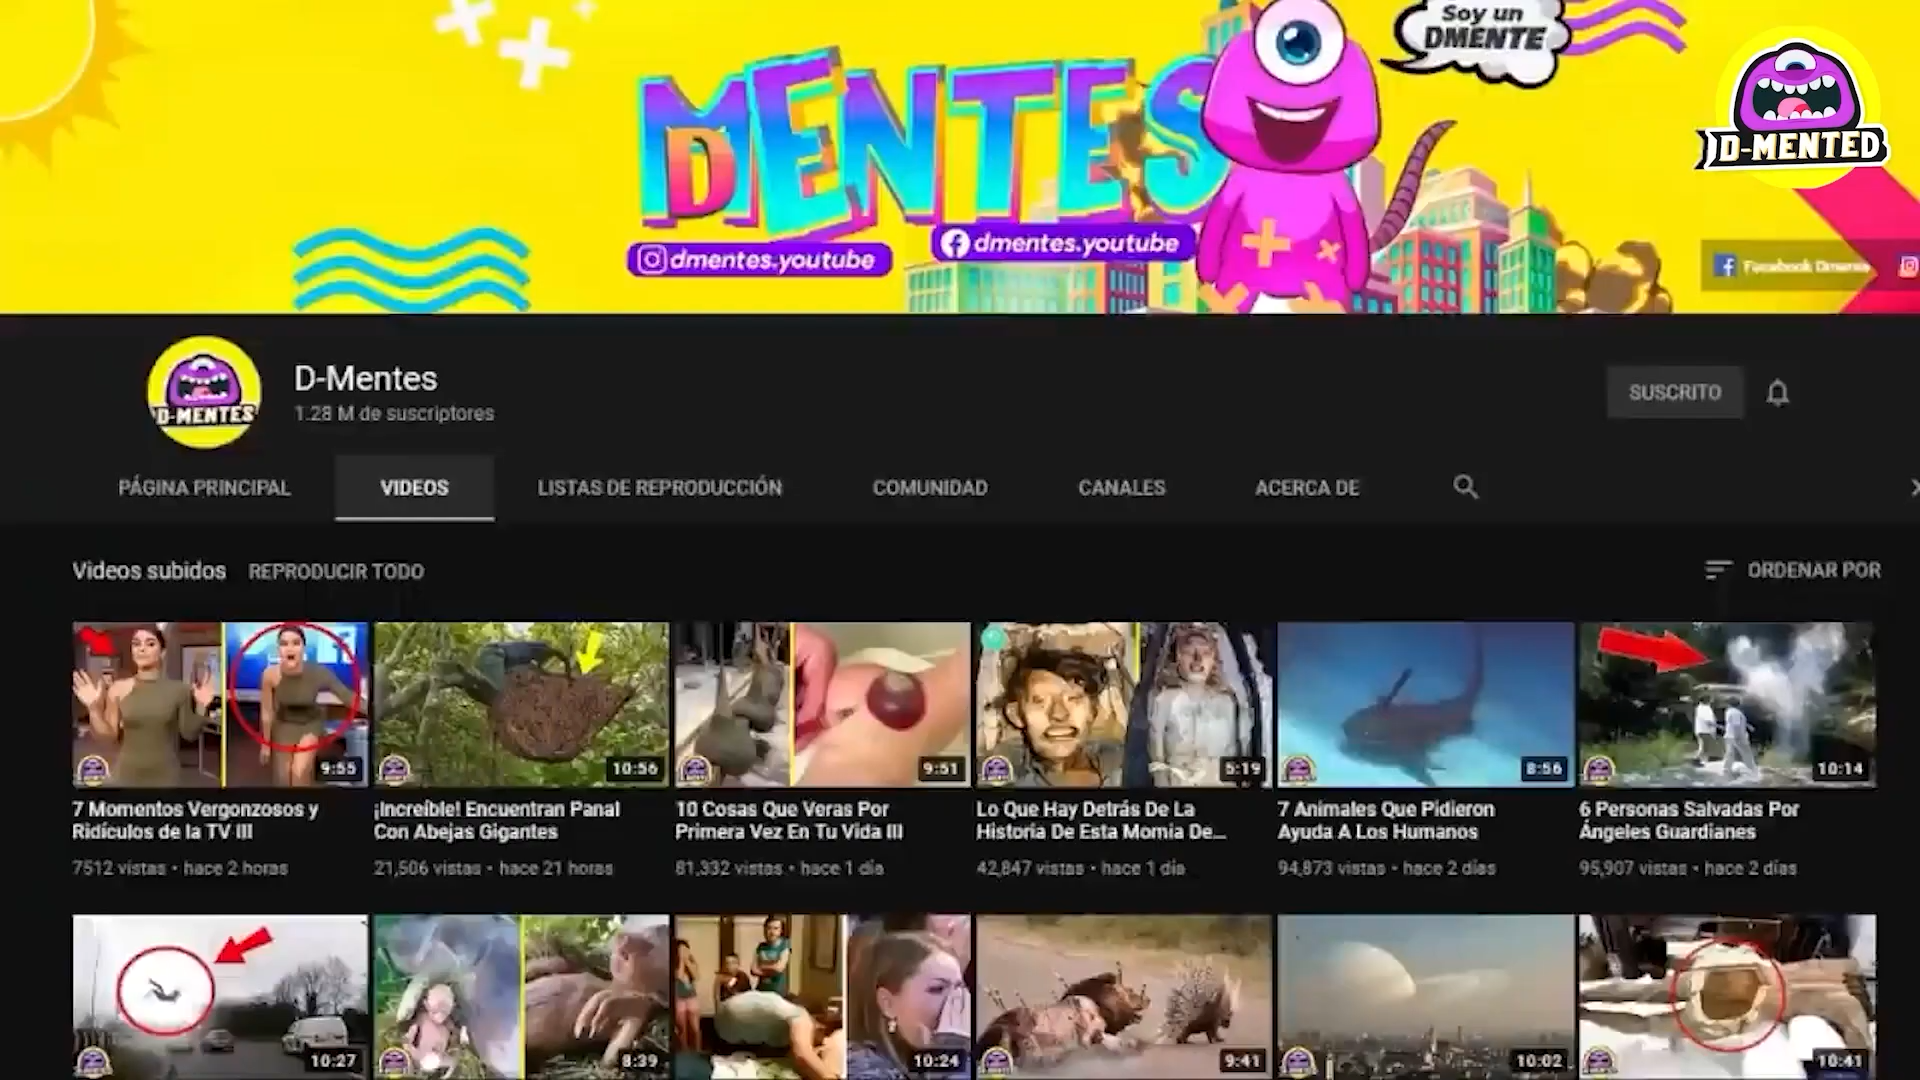 Soy un
DMENTE
D MENTES
dmentes.youtube
dmentes.youtube
D-MENTED
Facebook Dmente
D-MENTES
D-Mentes
1.28 M de suscriptores
SUSCRITO
PÁGINA PRINCIPAL
VIDEOS
LISTAS DE REPRODUCCIÓN
COMUNIDAD
CANALES
ACERCA DE
Videos subidos
REPRODUCIR TODO
ORDENAR POR
9:55
10:56
9:51
5:19
8:56
10:14
7 Momentos Vergonzosos y
Ridículos de la TV III
7512 vistas • hace 2 horas
¡Increíble! Encuentran Panal
Con Abejas Gigantes
21,506 vistas • hace 21 horas
10 Cosas Que Veras Por
Primera Vez En Tu Vida III
81,332 vistas • hace 1 día
Lo Que Hay Detrás De La
Historia De Esta Momia De...
42,847 vistas • hace 1 día
7 Animales Que Pidieron
Ayuda A Los Humanos
94,873 vistas • hace 2 días
6 Personas Salvadas Por
Ángeles Guardianes
95,907 vistas • hace 2 días
10:27
8:39
10:24
9:41
10:02
10:41